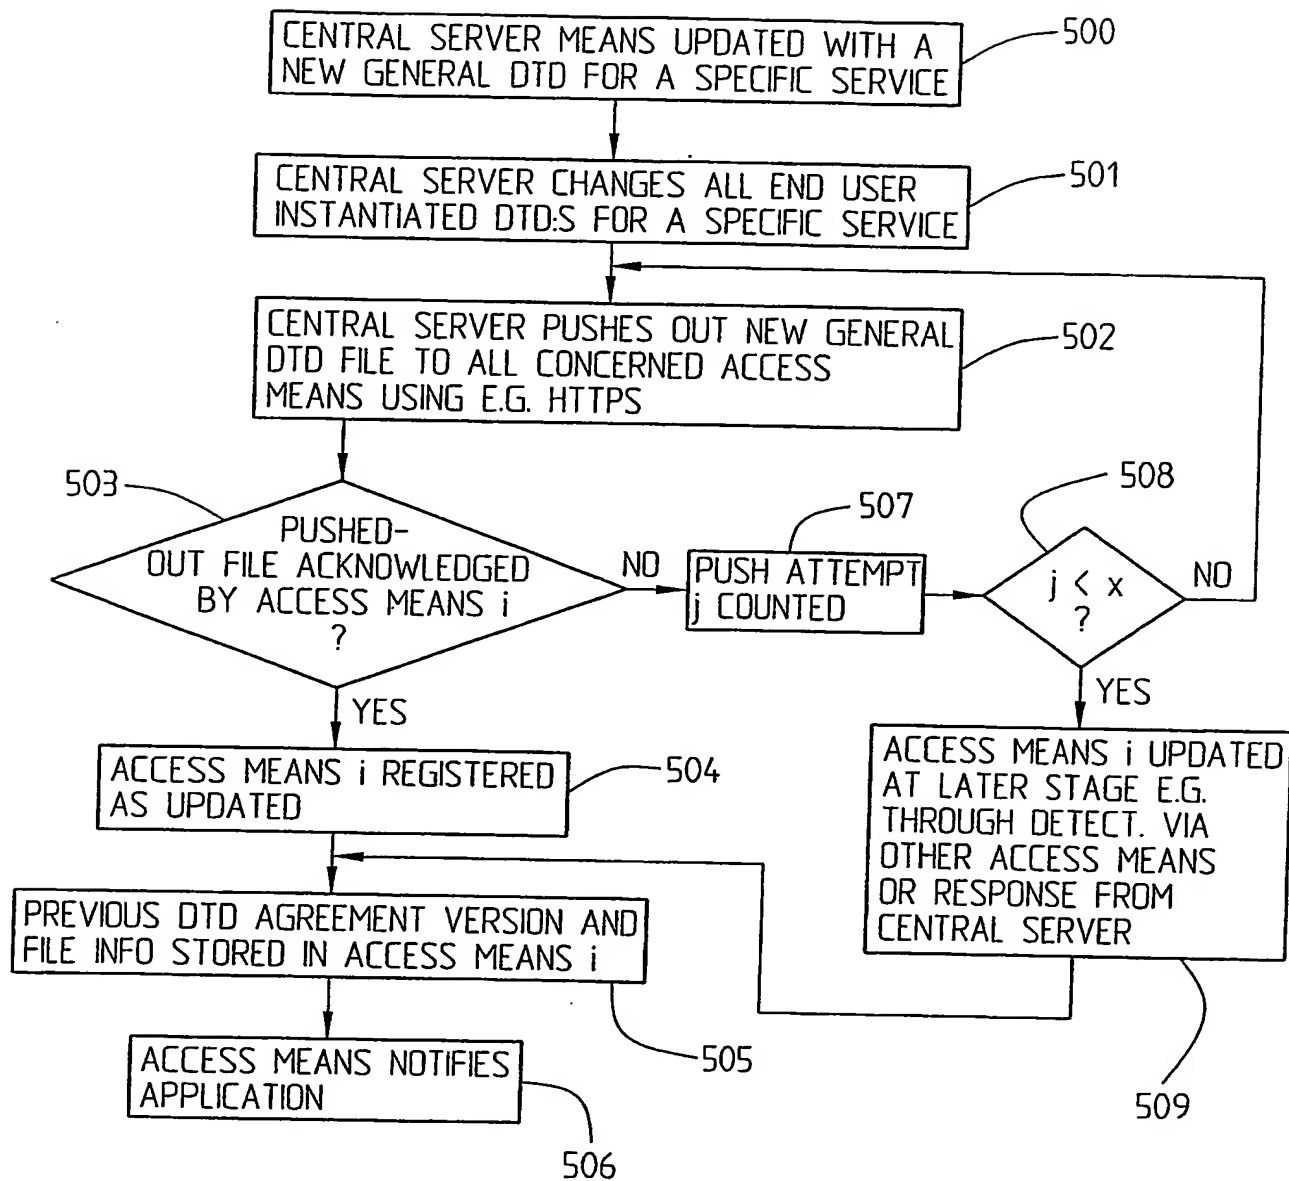 CENTRAL SERVER MEANS UPDATED WITH A
NEW GENERAL DTD FOR A SPECIFIC SERVICE
500
CENTRAL SERVER CHANGES ALL END USER
INSTANTIATED DTD:S FOR A SPECIFIC SERVICE
501
CENTRAL SERVER PUSHES OUT NEW GENERAL
DTD FILE TO ALL CONCERNED ACCESS
MEANS USING E.G. HTTPS
502
503
PUSHED-
OUT FILE ACKNOWLEDGED
BY ACCESS MEANS i
?
NO
507
PUSH ATTEMPT
j COUNTED
508
j < x
?
NO
YES
YES
ACCESS MEANS i REGISTERED
AS UPDATED
504
ACCESS MEANS i UPDATED
AT LATER STAGE E.G.
THROUGH DETECT. VIA
OTHER ACCESS MEANS
OR RESPONSE FROM
CENTRAL SERVER
509
PREVIOUS DTD AGREEMENT VERSION AND
FILE INFO STORED IN ACCESS MEANS i
505
ACCESS MEANS NOTIFIES
APPLICATION
506